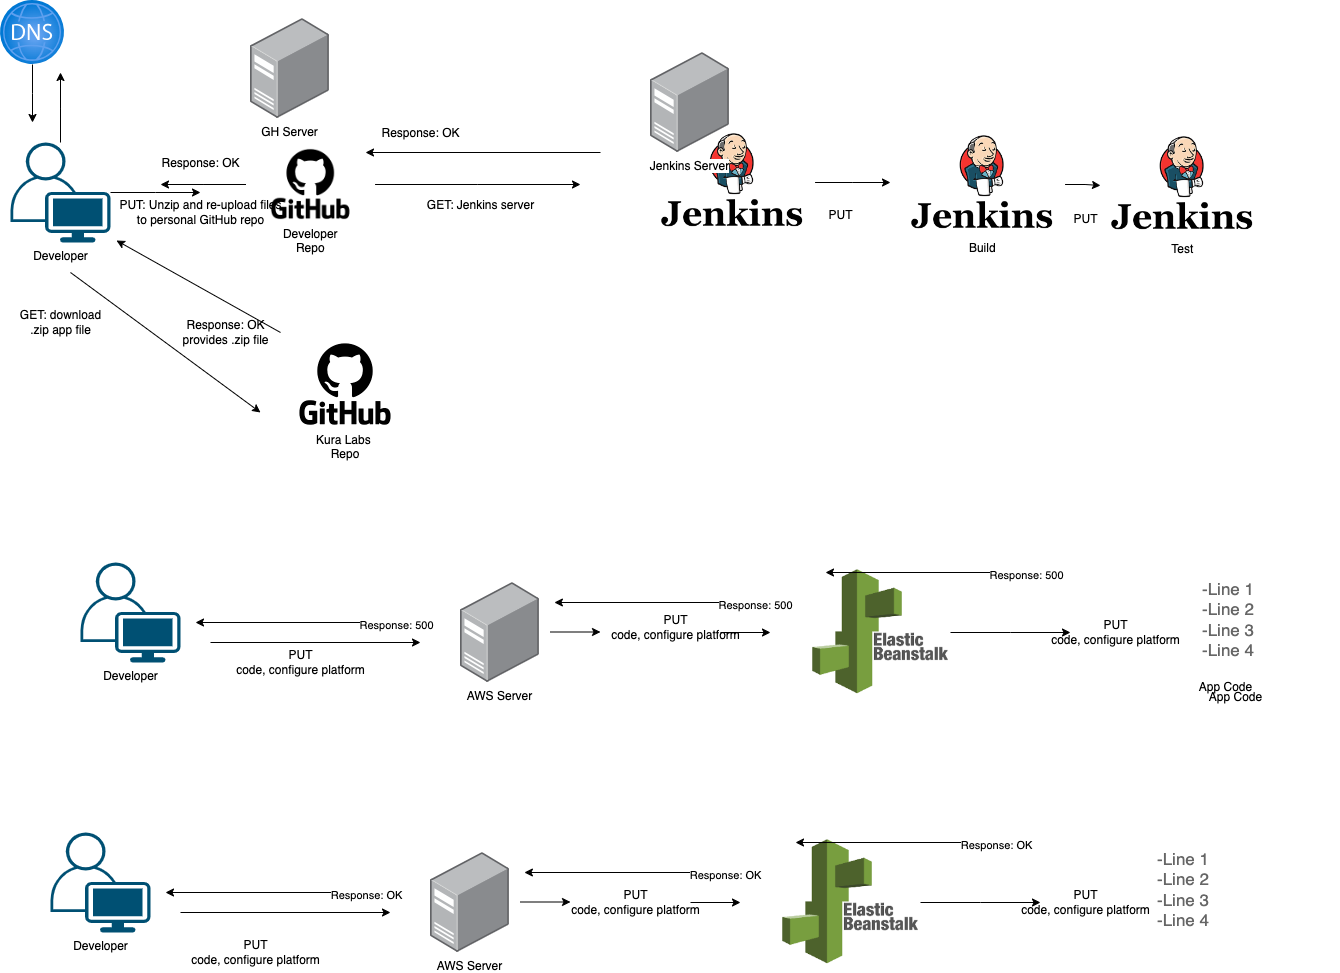 DNS
GH Server
Response: OK
Response: OK
Jenkins Server
PUT: Unzip and re-upload files
to personal GitHub repo
GitHub
Developer
Repo
GET: Jenkins server
Jenkins
PUT
Jenkins
Build
PUT
Jenkins
Test
Developer
GET: download
.zip app file
Response: OK
provides .zip file
GitHub
Kura Labs
Repo
Developer
Response: 500
PUT
code, configure platform
AWS Server
Response: 500
PUT
code, configure platform
Elastic
Beanstalk
Response: 500
PUT
code, configure platform
-Line 1
-Line 2
-Line 3
-Line 4
App Code
App Code
Developer
Response: OK
PUT
code, configure platform
AWS Server
Response: OK
PUT
code, configure platform
Elastic
Beanstalk
Response: OK
PUT
code, configure platform
-Line 1
-Line 2
-Line 3
-Line 4